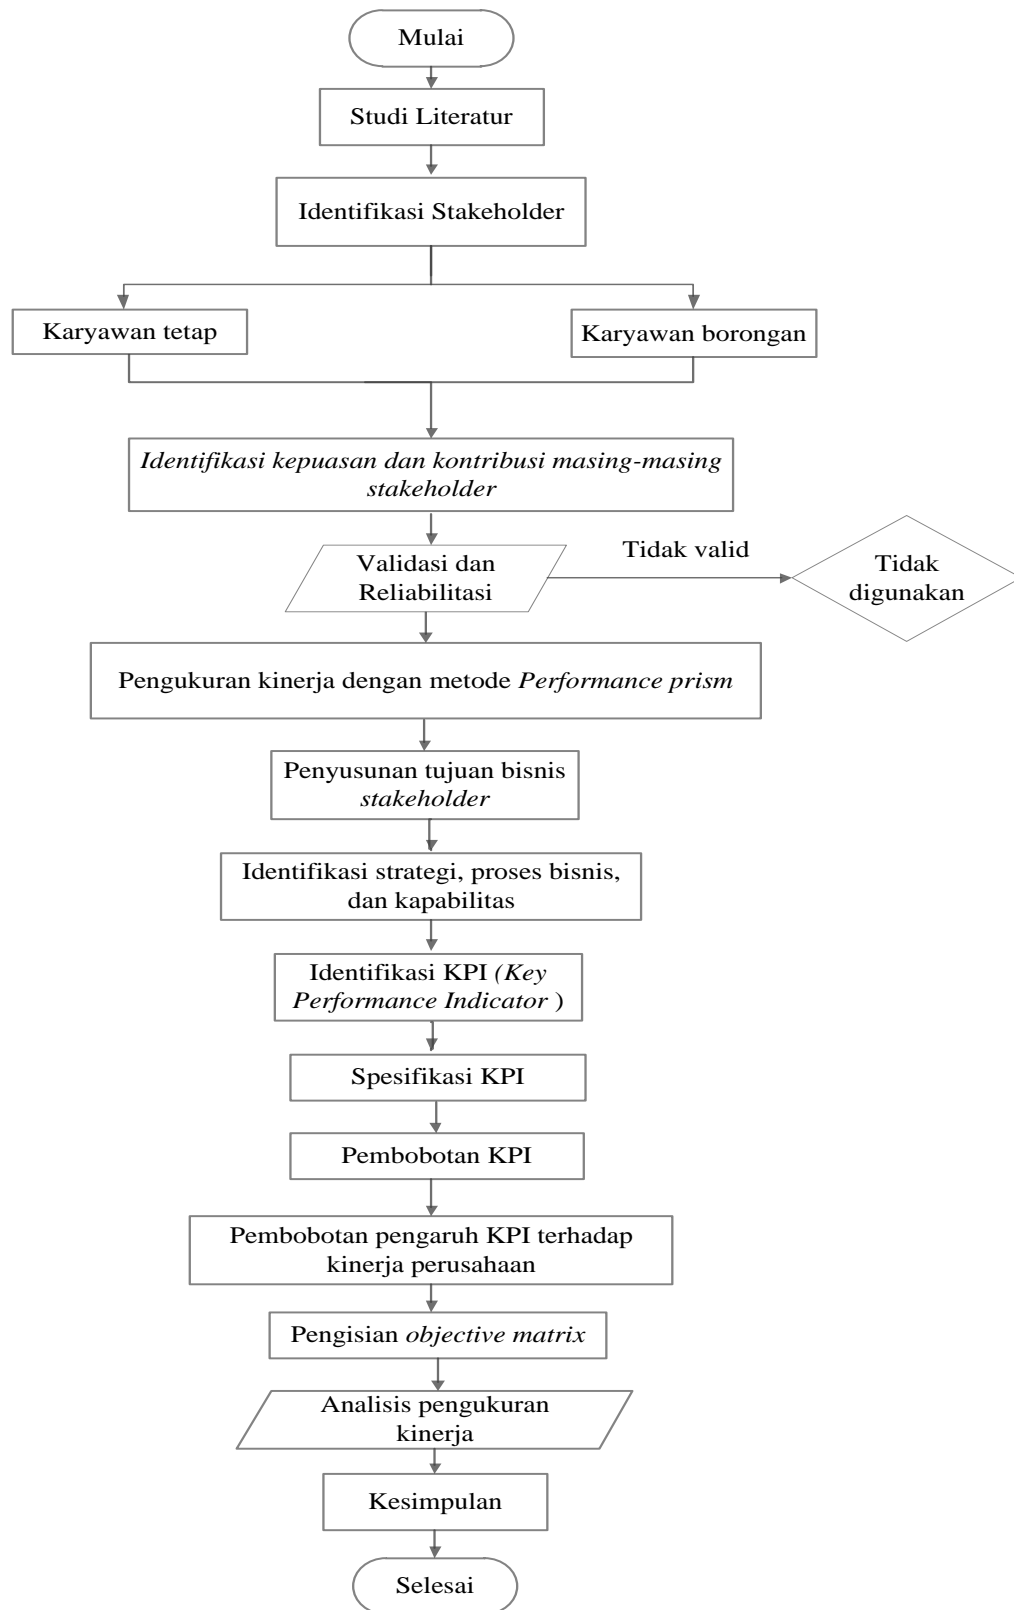 Mulai
Studi Literatur
Identifikasi Stakeholder
Karyawan tetap
Karyawan borongan
Identifikasi kepuasan dan kontribusi masing-masing
stakeholder
Validasi dan
Reliabilitasi
Tidak valid
Tidak
digunakan
Pengukuran kinerja dengan metode Performance prism
Penyusunan tujuan bisnis
stakeholder
Identifikasi strategi, proses bisnis,
dan kapabilitas
Identifikasi KPI (Key
Performance Indicator )
Spesifikasi KPI
Pembobotan KPI
Pembobotan pengaruh KPI terhadap
kinerja perusahaan
Pengisian objective matrix
Analisis pengukuran
kinerja
Kesimpulan
Selesai